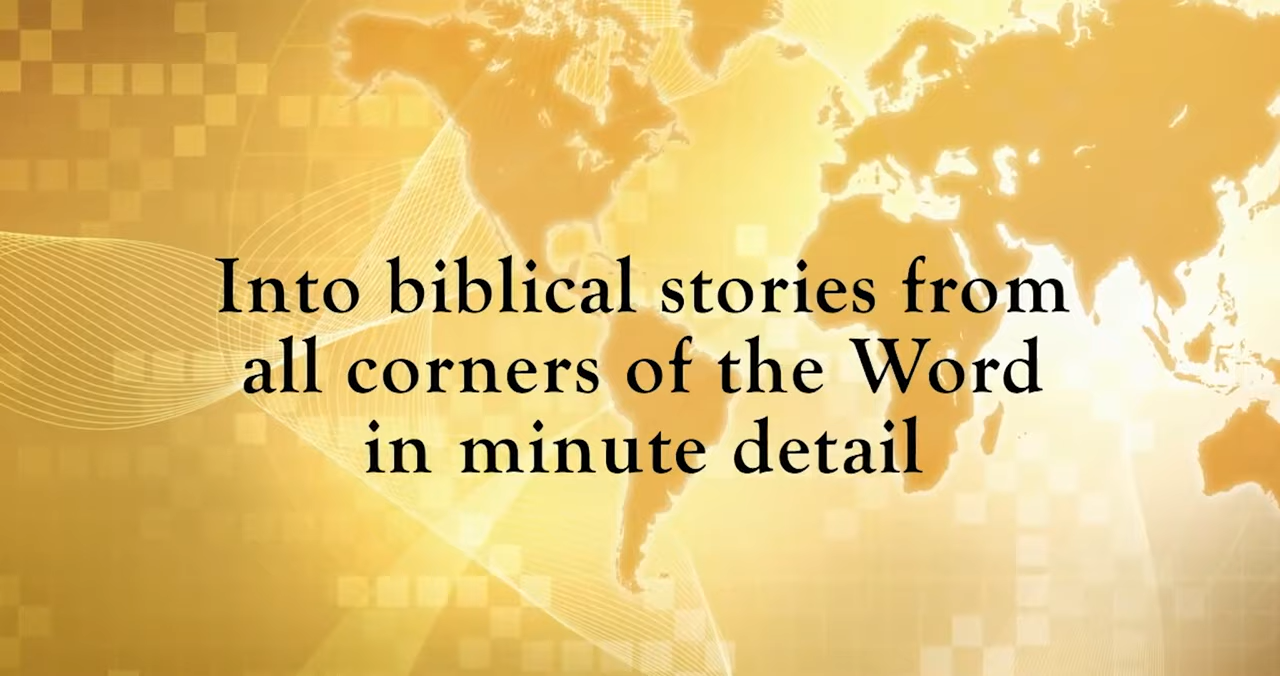 Into biblical stories from
all corners of the Word
in minute detail